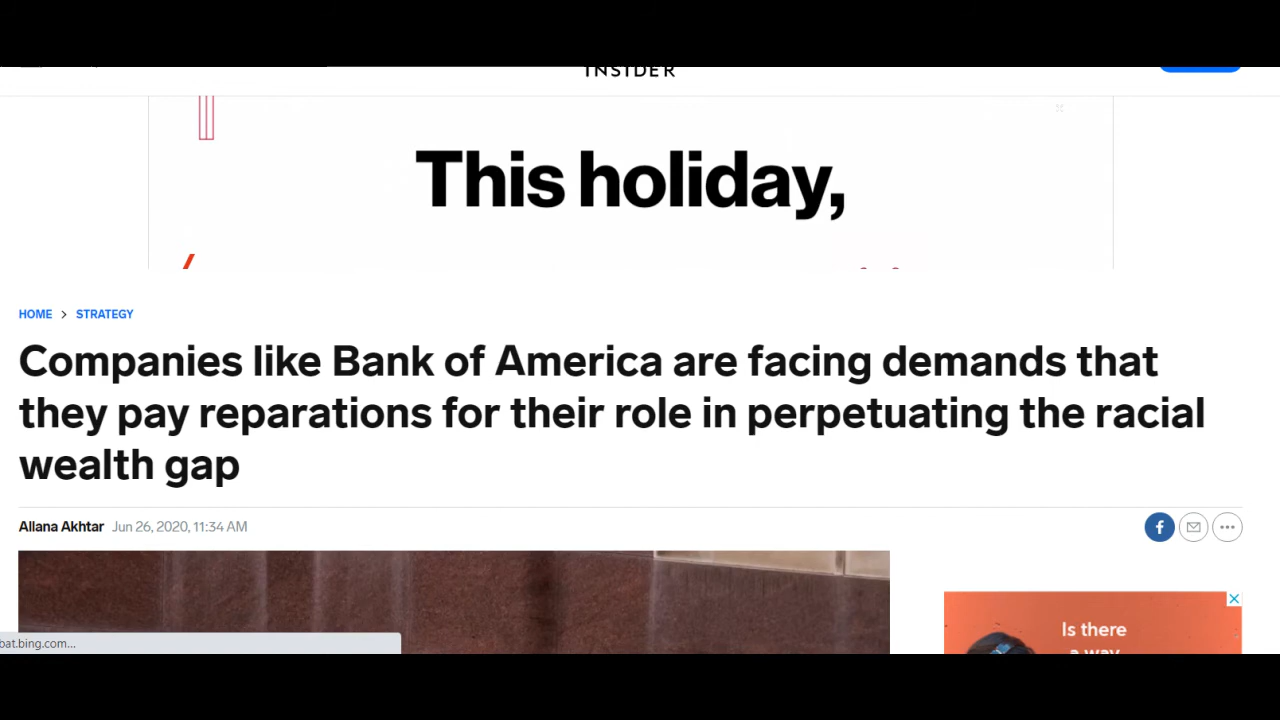 INSIDER
This holiday,
HOME > STRATEGY
Companies like Bank of America are facing demands that
they pay reparations for their role in perpetuating the racial
wealth gap
Allana Akhtar Jun 26, 2020, 11:34 AM
Is there
a way
bat.bing.com...